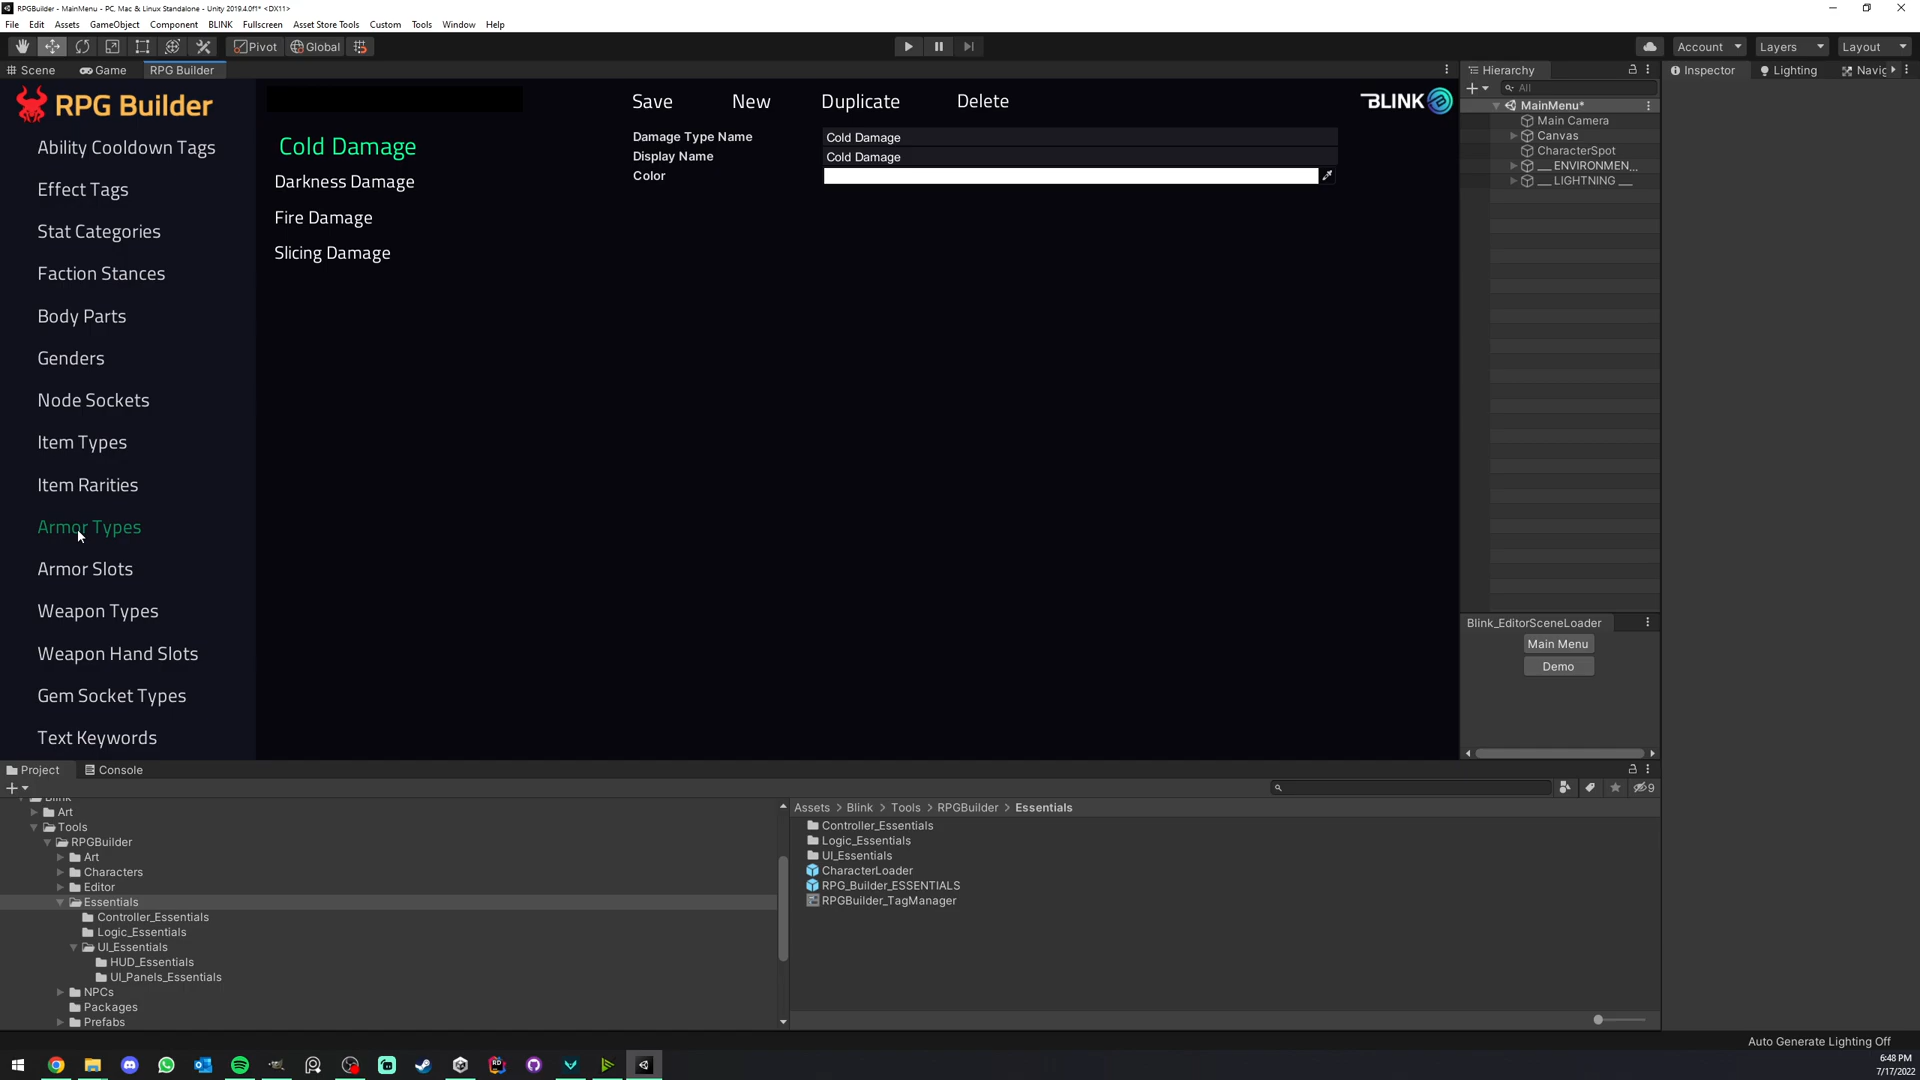 RPGBuilder - MainMenu - PC, Mac & Linux Standalone - Unity 2019.4.0f1* <DX11>
File Edit Assets GameObject Component BLINK Fullscreen Asset Store Tools Custom Tools Window Help
Pivot Global Account Layers Layout
Scene Game RPG Builder Hierarchy Inspector Lighting Navig
RPG Builder
Ability Cooldown Tags
Effect Tags
Stat Categories
Faction Stances
Body Parts
Genders
Node Sockets
Item Types
Item Rarities
Armor Types
Armor Slots
Weapon Types
Weapon Hand Slots
Gem Socket Types
Text Keywords
Cold Damage
Darkness Damage
Fire Damage
Slicing Damage
Save New Duplicate Delete
BLINK
Damage Type Name Cold Damage
Display Name Cold Damage
Color
All
MainMenu*
Main Camera
Canvas
CharacterSpot
__ ENVIRONMEN...
__ LIGHTNING __
Blink_EditorSceneLoader
Main Menu
Demo
Project Console
9
Blink
Art
Tools
RPGBuilder
Art
Characters
Editor
Essentials
Controller_Essentials
Logic_Essentials
UI_Essentials
HUD_Essentials
UI_Panels_Essentials
NPCs
Packages
Prefabs
Assets > Blink > Tools > RPGBuilder > Essentials
Controller_Essentials
Logic_Essentials
UI_Essentials
CharacterLoader
RPG_Builder_ESSENTIALS
RPGBuilder_TagManager
Auto Generate Lighting Off
6:48 PM
7/17/2022